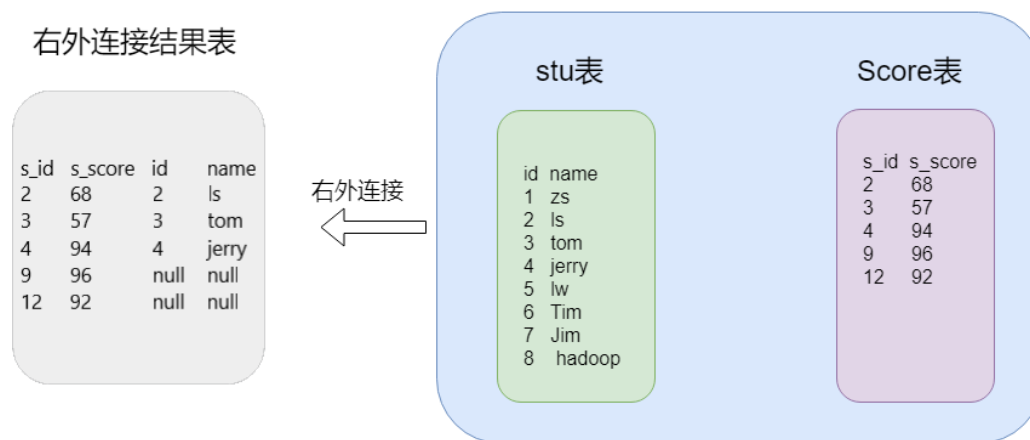 右外连接结果表
s_id s_score id name
2 68 2 ls
3 57 3 tom
4 94 4 jerry
9 96 null null
12 92 null null
右外连接
stu表
id name
1 zs
2 ls
3 tom
4 jerry
5 lw
6 Tim
7 Jim
8 hadoop
Score表
s_id s_score
2 68
3 57
4 94
9 96
12 92